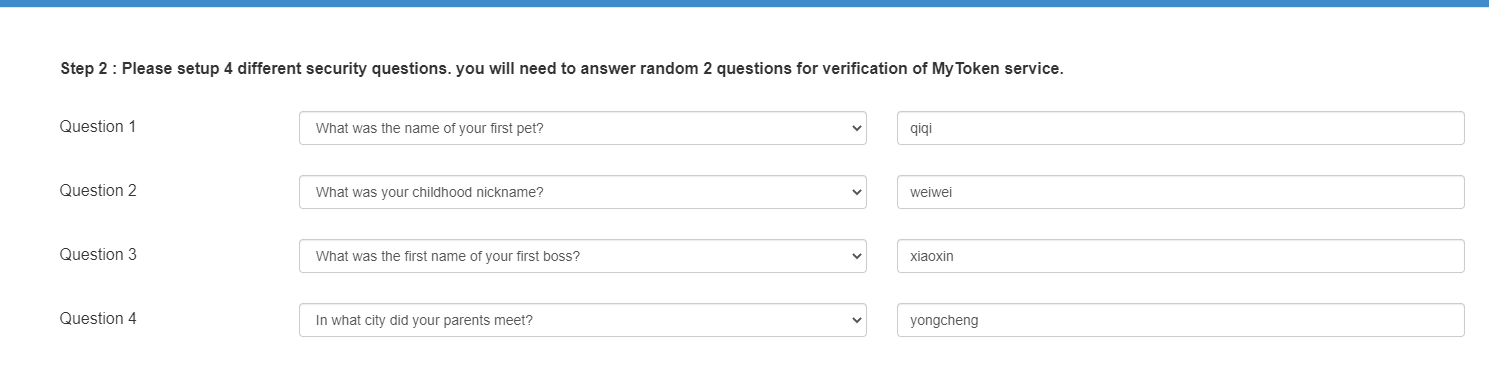 Step 2 : Please setup 4 different security questions. you will need to answer random 2 questions for verification of MyToken service.
Question 1 What was the name of your first pet? qiqi
Question 2 What was your childhood nickname? weiwei
Question 3 What was the first name of your first boss? xiaoxin
Question 4 In what city did your parents meet? yongcheng